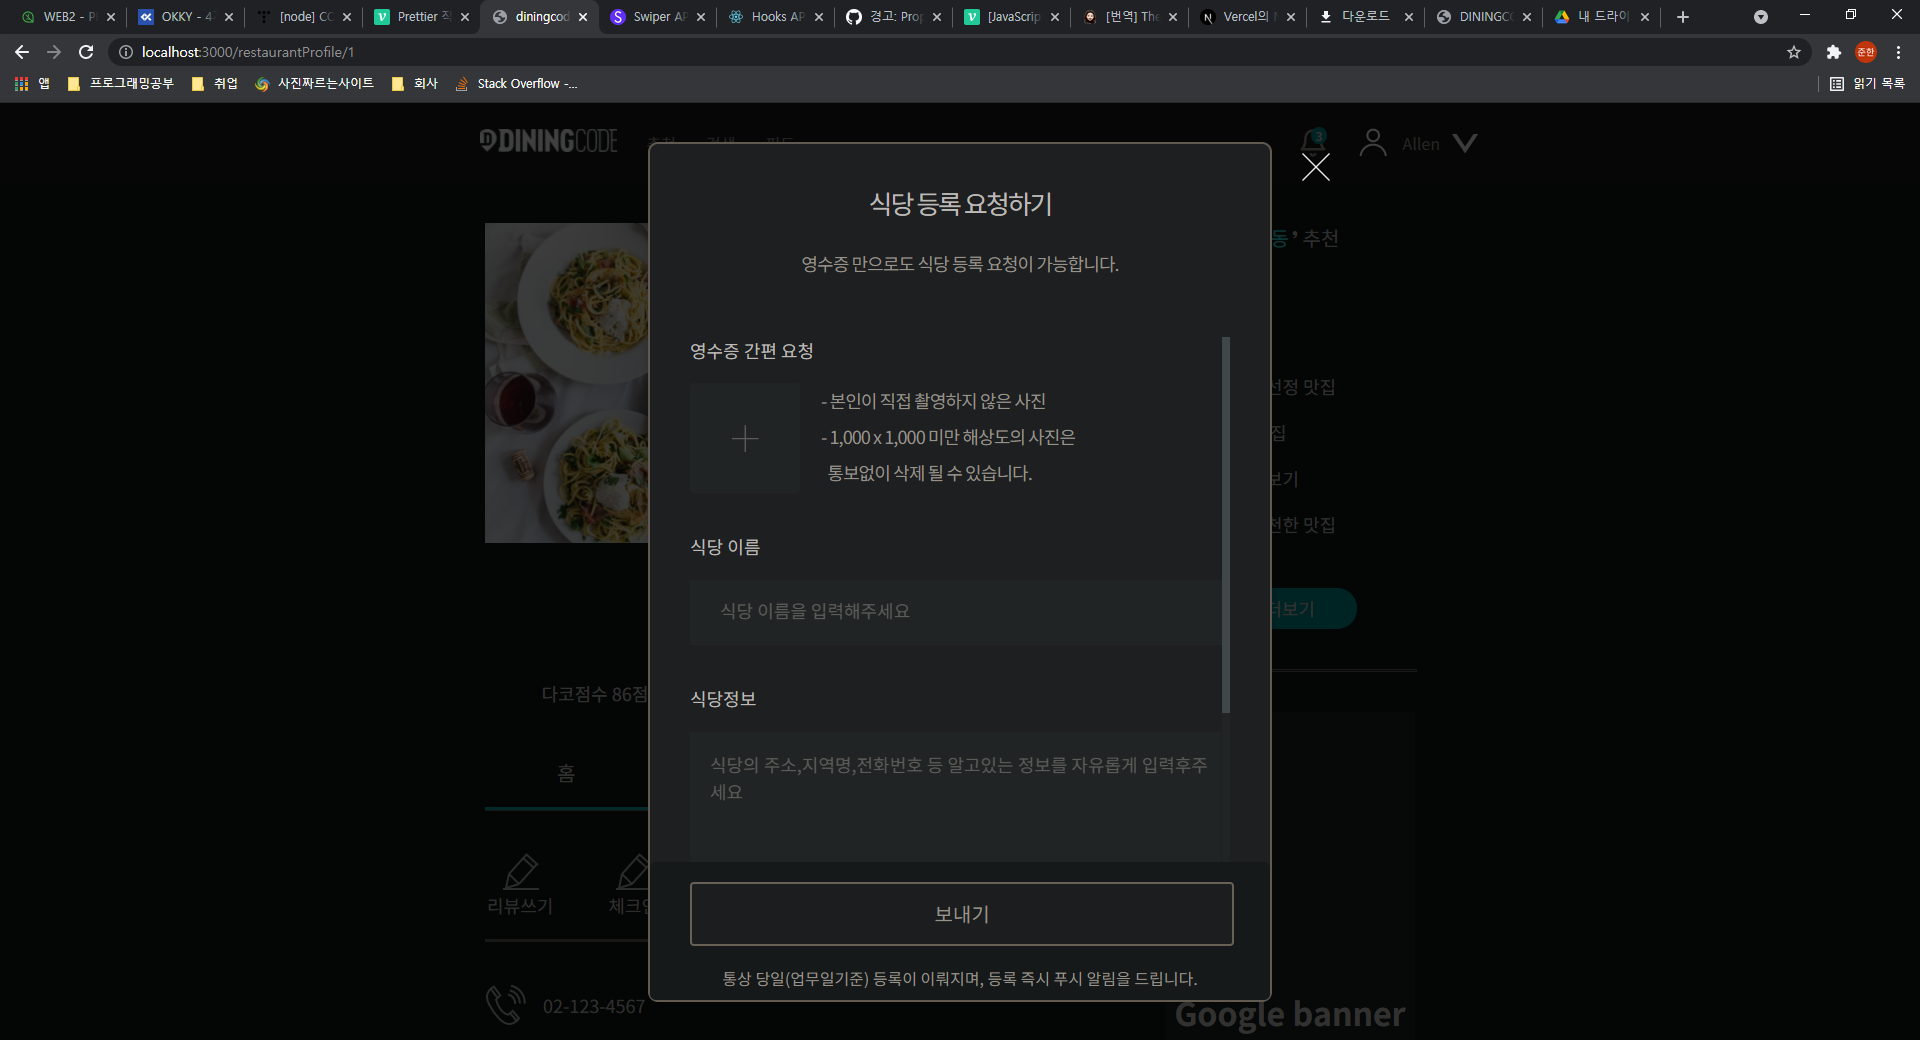 WEB2 - P
OKKY - 4
[node] CC
Prettier
diningcod
Swiper AP
Hooks AP
경고: Prop
[JavaScrip
[번역] The
Vercel의
다운로드
DININGCO
내 드라이
localhost:3000/restaurantProfile/1
준한
앱
프로그래밍공부
취업
사진짜르는사이트
회사
Stack Overflow -...
읽기 목록
DININGCODE
3
Allen
식당 등록 요청하기
동 ’ 추천
영수증 만으로도 식당 등록 요청이 가능합니다.
영수증 간편 요청
선정 맛집
- 본인이 직접 촬영하지 않은 사진
- 1,000 x 1,000 미만 해상도의 사진은
집
통보없이 삭제 될 수 있습니다.
보기
천한 맛집
식당 이름
식당 이름을 입력해주세요
더보기
다코점수 86점
식당정보
홈
식당의 주소,지역명,전화번호 등 알고있는 정보를 자유롭게 입력후주
세요
리뷰쓰기
체크인
보내기
통상 당일(업무일기준) 등록이 이뤄지며, 등록 즉시 푸시 알림을 드립니다.
02-123-4567
Google banner